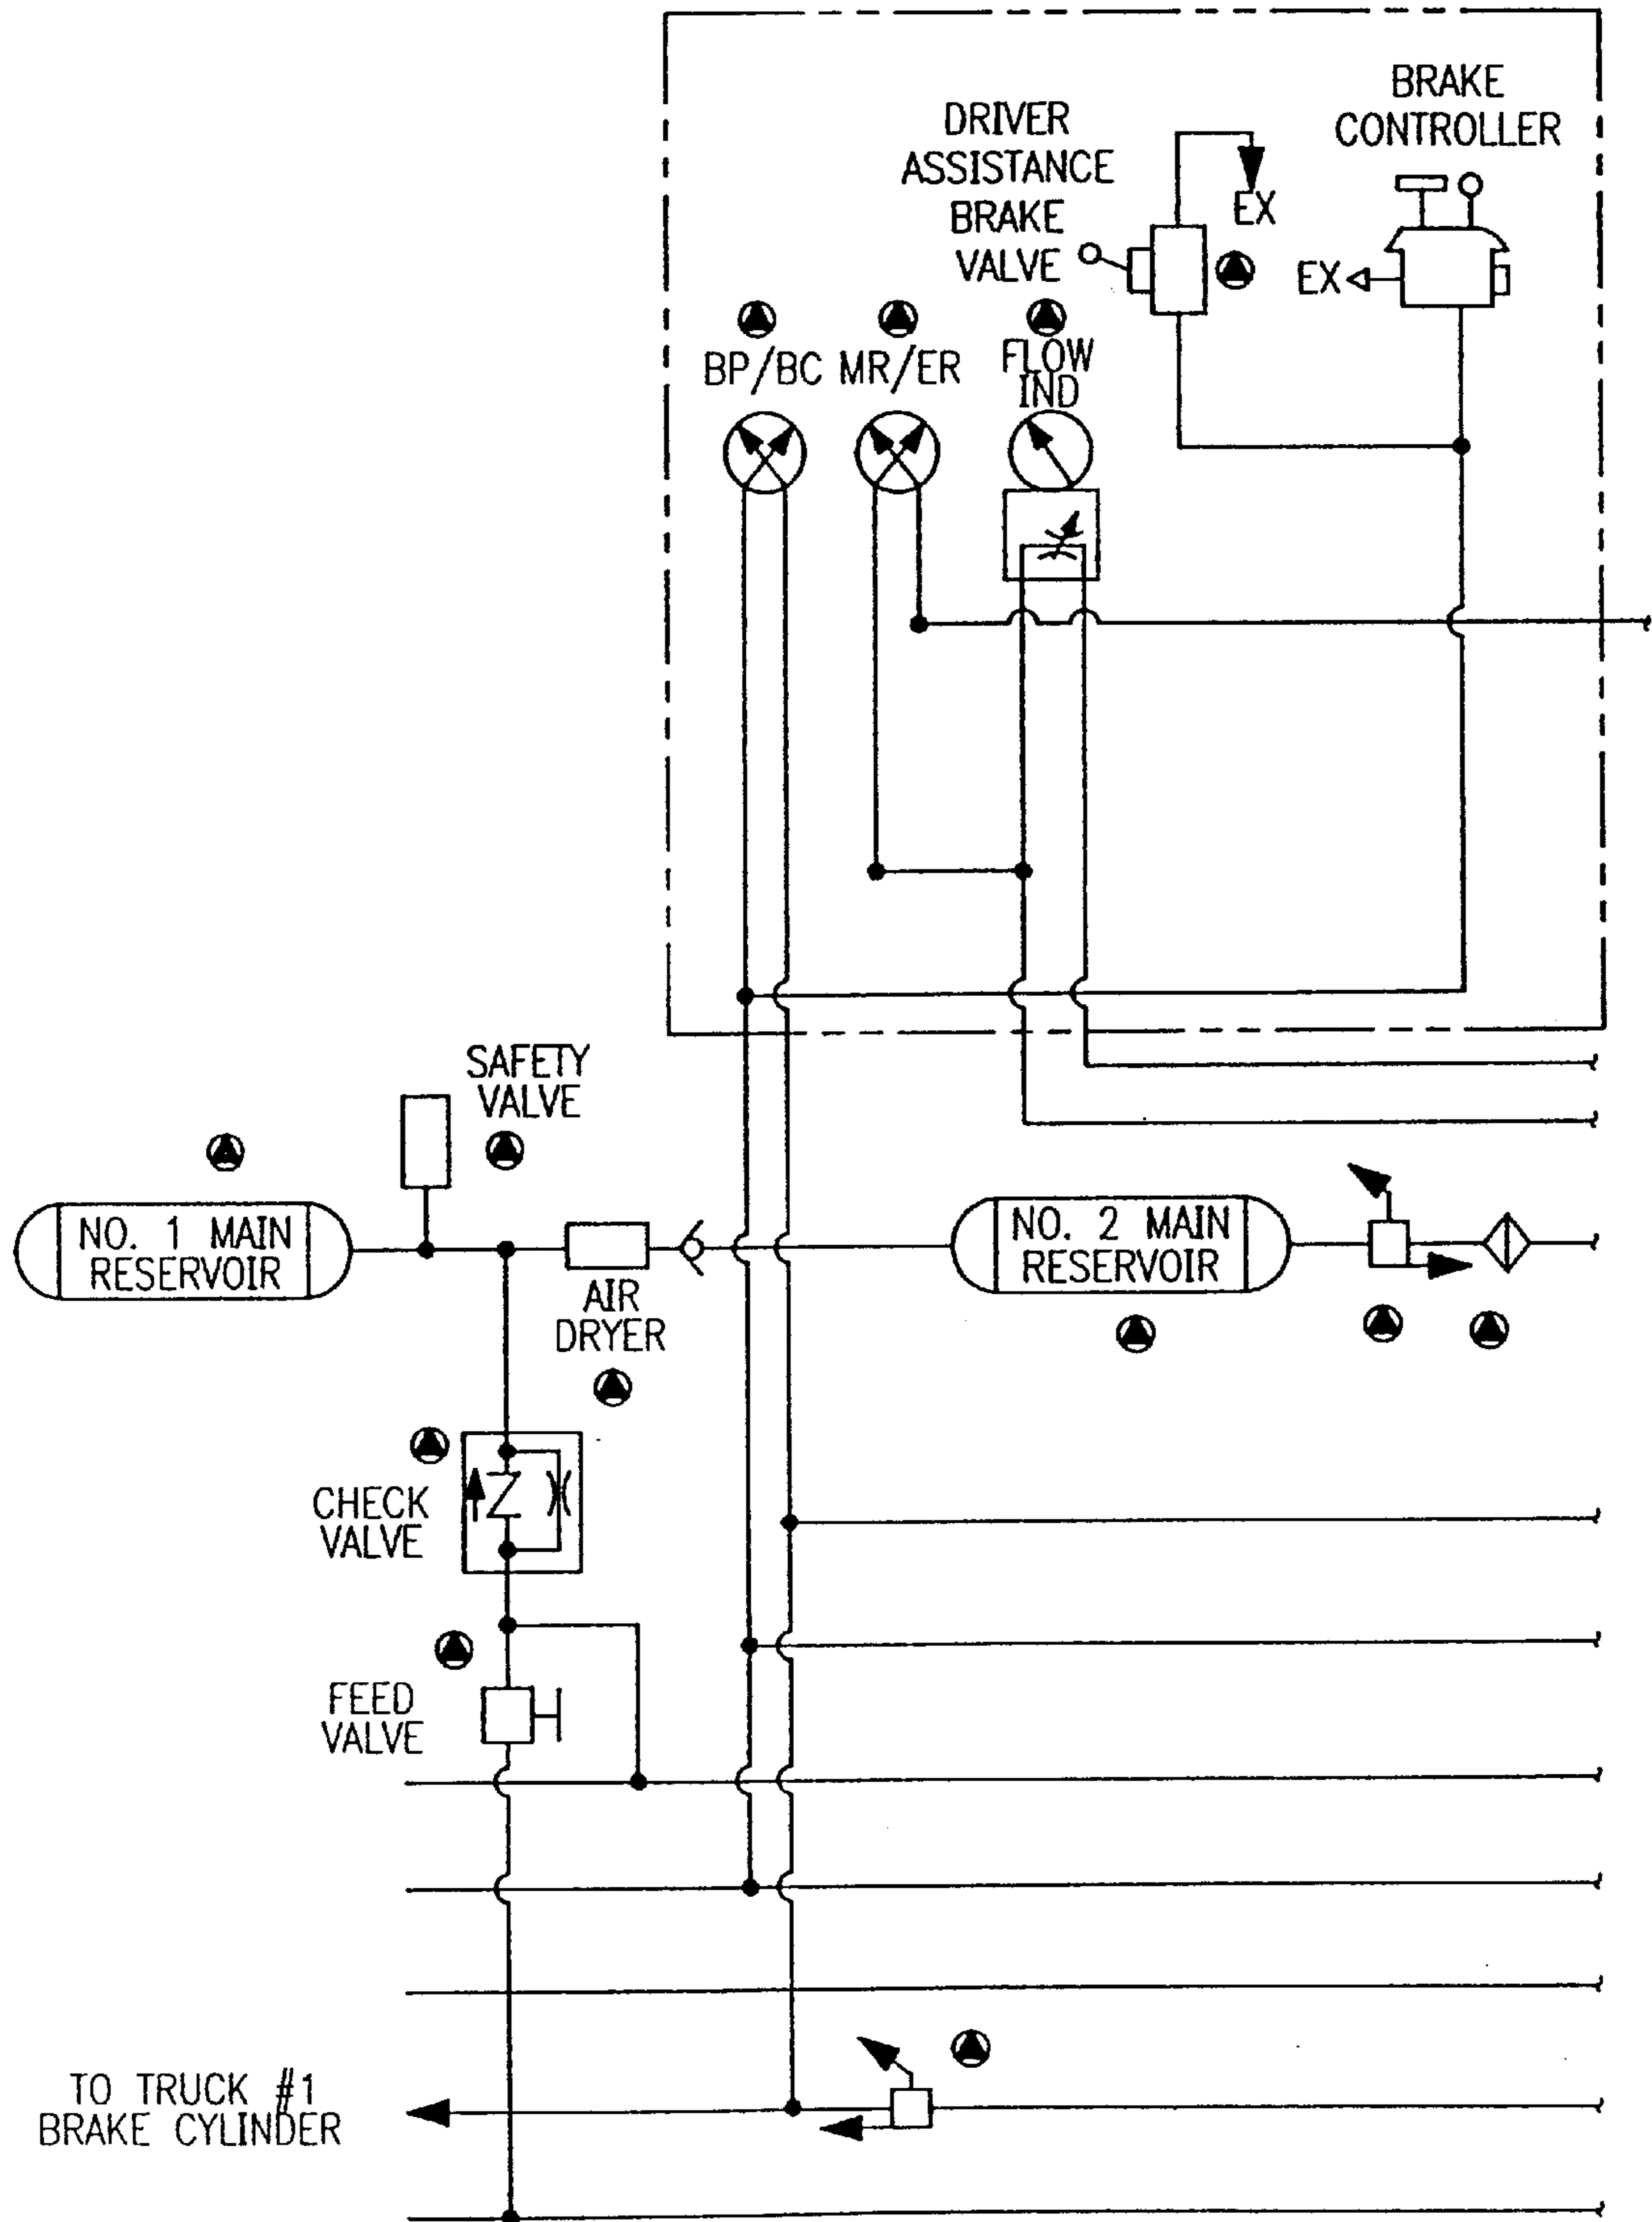 BRAKE
CONTROLLER
DRIVER
ASSISTANCE
BRAKE
VALVE
EX
EX
BP/BC
MR/ER
FLOW
IND
SAFETY
VALVE
NO. 1 MAIN
RESERVOIR
NO. 2 MAIN
RESERVOIR
AIR
DRYER
CHECK
VALVE
FEED
VALVE
TO TRUCK #1
BRAKE CYLINDER